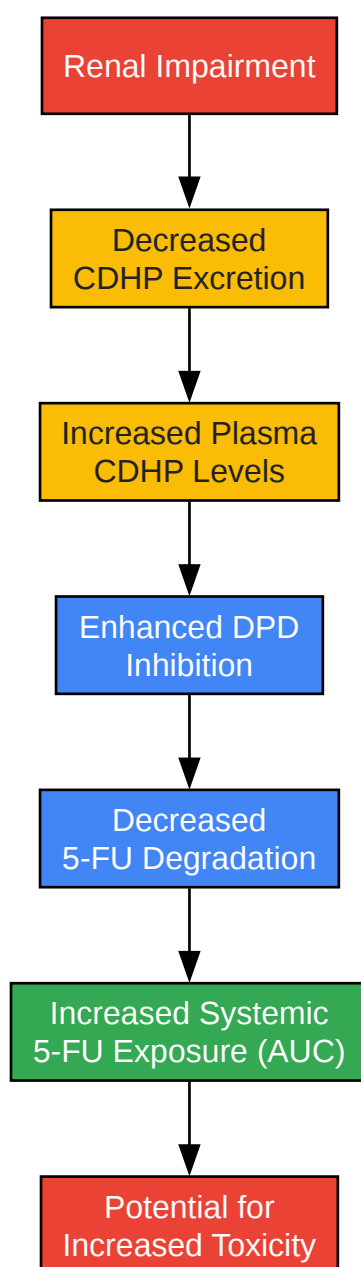 Renal Impairment
Decreased
CDHP Excretion
Increased Plasma
CDHP Levels
Enhanced DPD
Inhibition
Decreased
5-FU Degradation
Increased Systemic
5-FU Exposure (AUC)
Potential for
Increased Toxicity